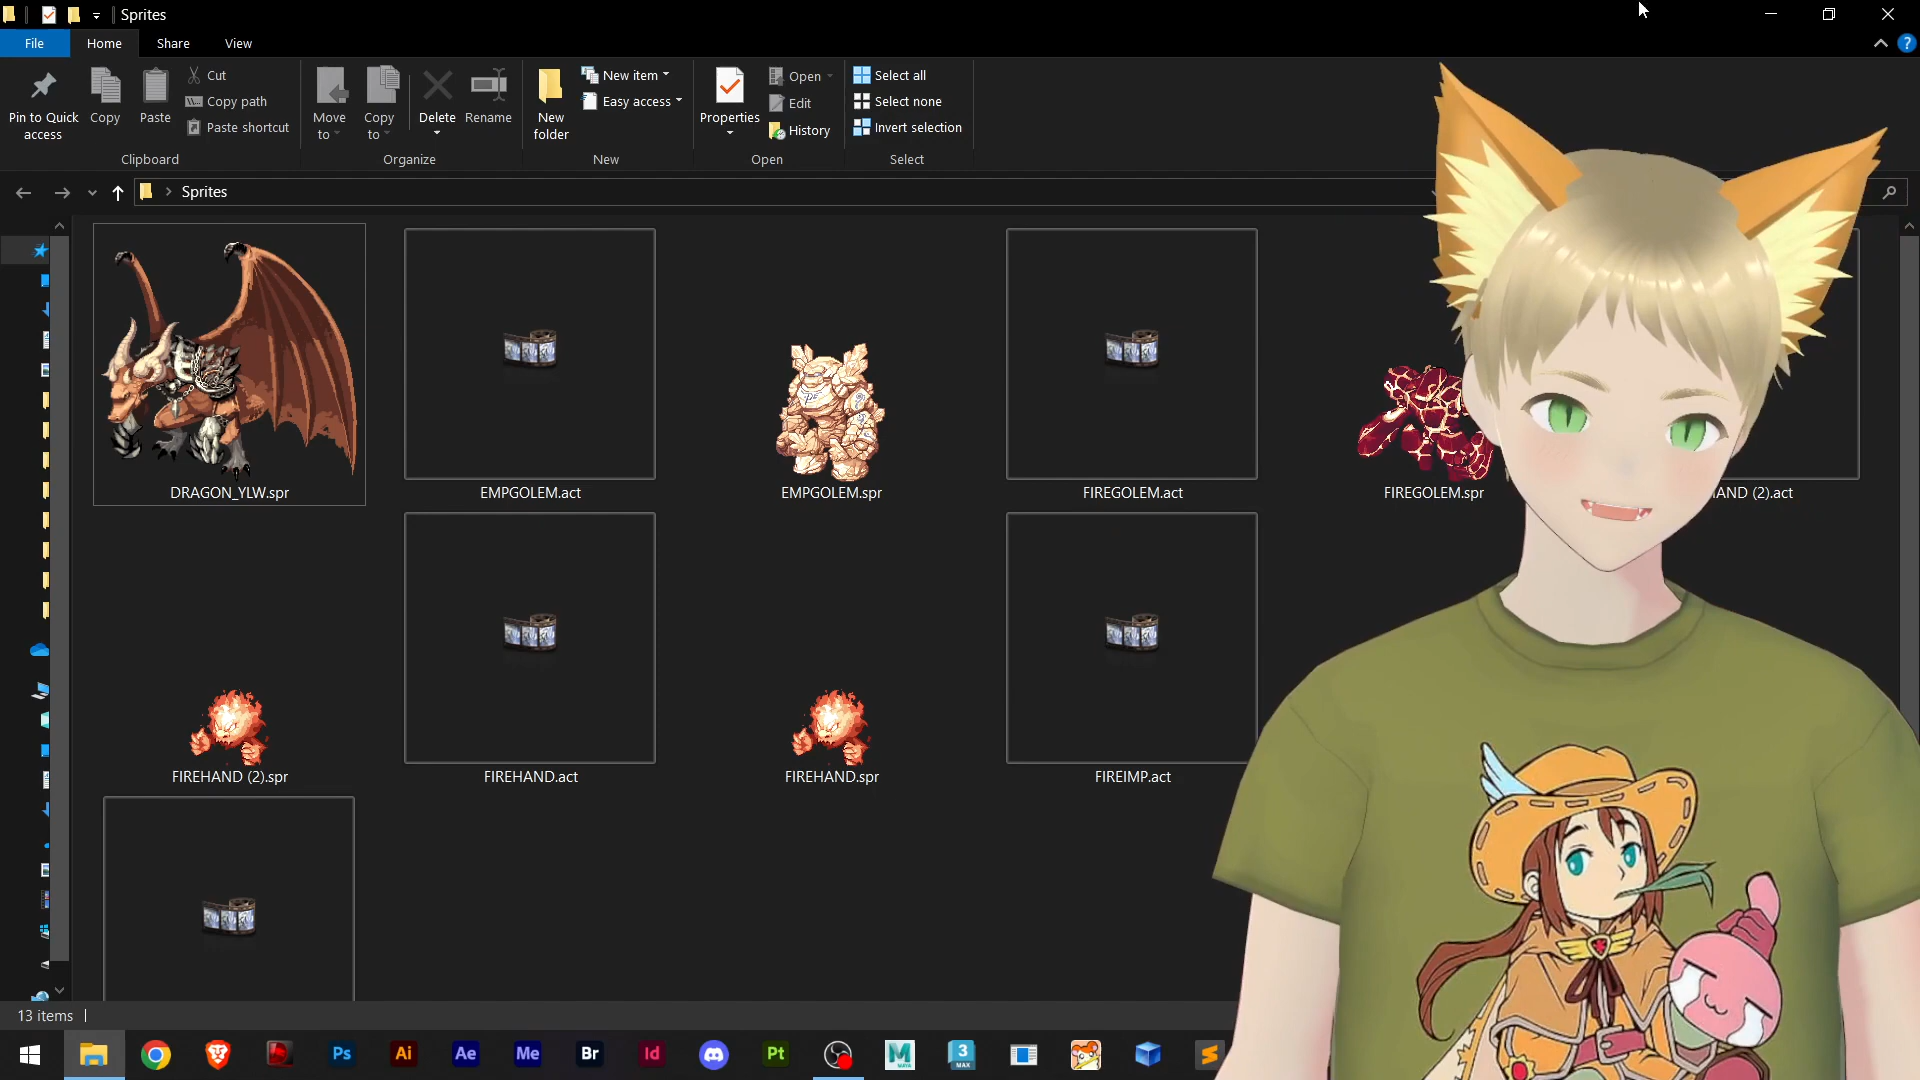 Sprites
File Home Share View
Pin to Quick access
Copy
Paste
Cut
Copy path
Paste shortcut
Clipboard
Move to
Copy to
Delete
Rename
Organize
New folder
New item
Easy access
New
Properties
Open
Edit
History
Open
Select all
Select none
Invert selection
Select
Sprites
DRAGON_YLW.spr
EMPGOLEM.act
EMPGOLEM.spr
FIREGOLEM.act
FIREGOLEM.spr
AND (2).act
FIREHAND (2).spr
FIREHAND.act
FIREHAND.spr
FIREIMP.act
13 items
Ps
Ai
Ae
Me
Br
Id
Pt
M
3
MAX